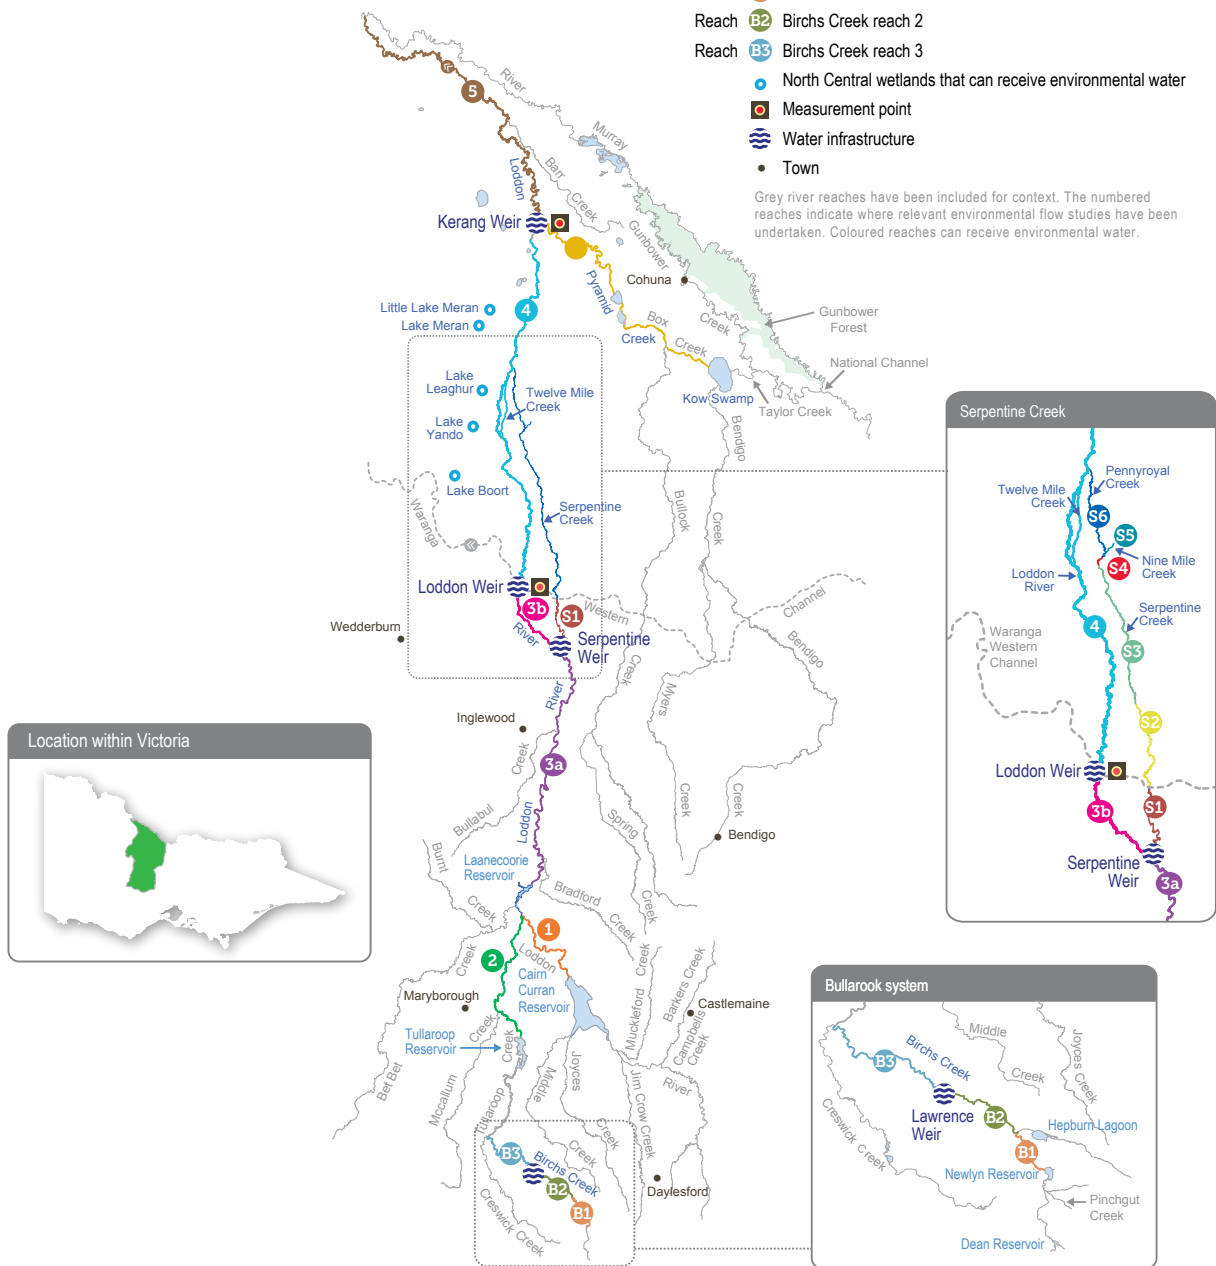 Reach B2 Birchs Creek reach 2
Reach B3 Birchs Creek reach 3
North Central wetlands that can receive environmental water
Measurement point
Water infrastructure
Town
Grey river reaches have been included for context. The numbered
reaches indicate where relevant environmental flow studies have been
undertaken. Coloured reaches can receive environmental water.
River
Murray
5
Loddon
Barr
Creek
Kerang Weir
Gunbower
Creek
Cohuna
Pyramid
Creek
Box
Creek
Gunbower
Forest
National Channel
Little Lake Meran
Lake Meran
4
Kow Swamp
Taylor Creek
Lake
Leaghur
Twelve Mile
Creek
Lake
Yando
Lake Boort
Waranga
Serpentine
Creek
Bullock
Creek
Bendigo
Creek
Loddon Weir
3b
River
S1
Western
Channel
Wedderburn
Serpentine
Weir
Bendigo
Creek
Myers
Creek
River
Inglewood
3a
Loddon
Bullabul
Creek
Spring
Creek
Bendigo
Burnt
Creek
Laanecoorie
Reservoir
Bradford
Creek
1
2
Loddon
Cairn
Curran
Reservoir
Maryborough
Tullaroop
Reservoir
Creek
Bet Bet
Mccallum
Creek
Tullaroop
Creek
Middle
Creek
Joyces
Creek
Muckleford
Creek
Barkers Creek
Campbells
Creek
Castlemaine
Jim Crow Creek
River
B3
Birchs Creek
B2
B1
Creswick Creek
Daylesford
Location within Victoria
Serpentine Creek
Pennyroyal
Creek
Twelve Mile
Creek
S6
S5
Nine Mile
Creek
S4
Loddon
River
Serpentine
Creek
4
S3
Waranga
Western
Channel
S2
Loddon Weir
3b
S1
Serpentine
Weir
3a
Bullarook system
Middle
Creek
Joyces Creek
Birchs Creek
B3
Lawrence
Weir
B2
Hepburn Lagoon
B1
Creswick Creek
Newlyn Reservoir
Pinchgut
Creek
Dean Reservoir